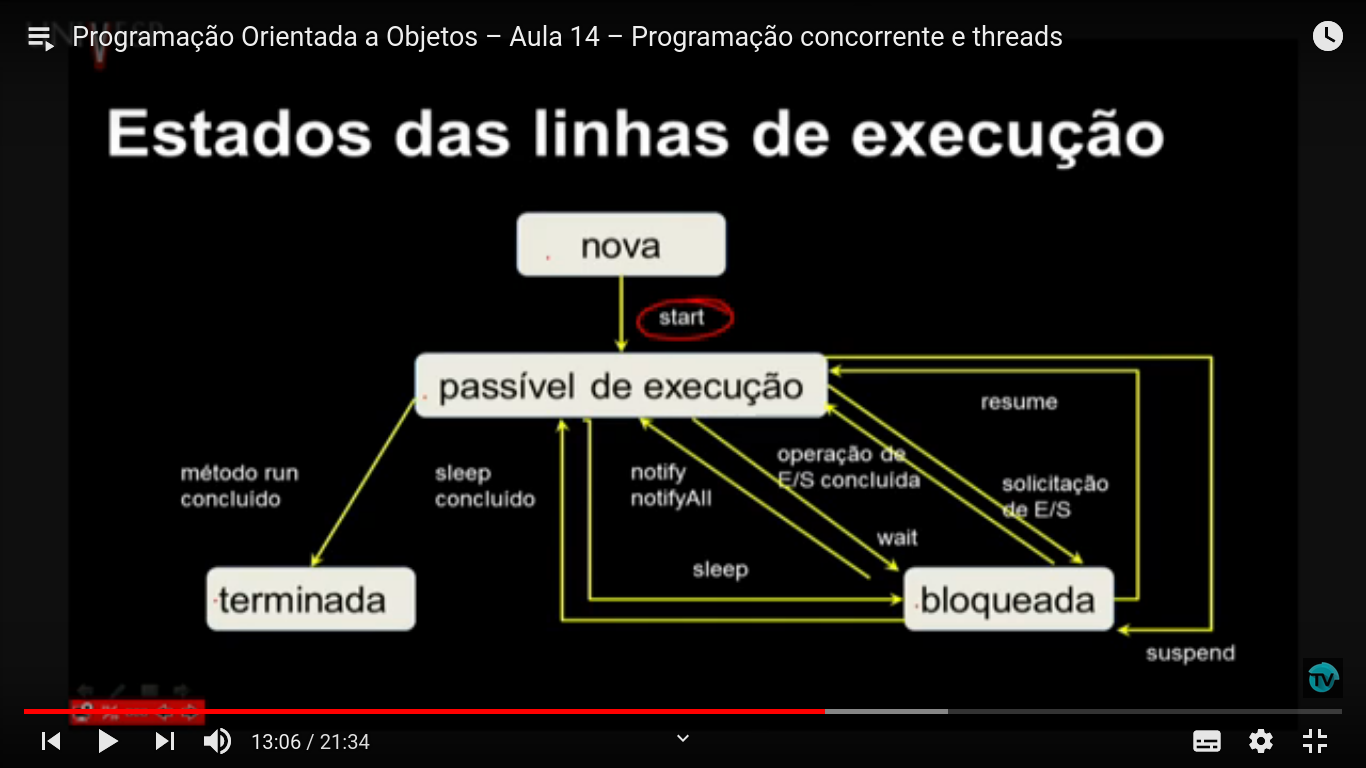 Programação Orientada a Objetos – Aula 14 – Programação concorrente e threads
Estados das linhas de execução
nova
start
passível de execução
resume
método run
concluído
sleep
concluído
notify
notifyAll
operação de
E/S concluída
solicitação
de E/S
wait
sleep
terminada
bloqueada
suspend
TV
13:06 / 21:34